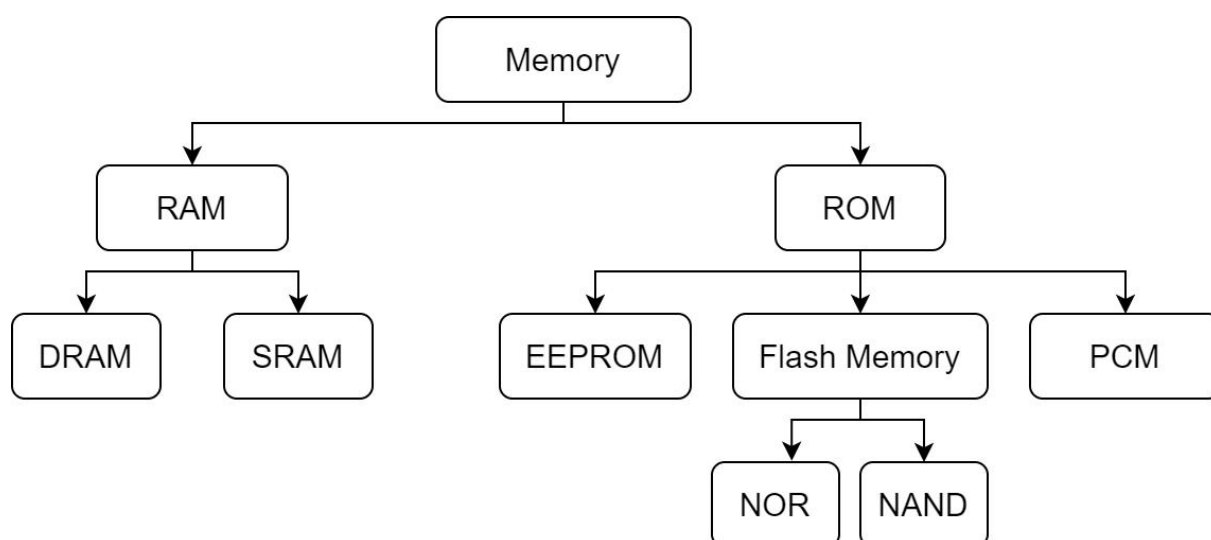 Memory
RAM
ROM
DRAM
SRAM
EEPROM
Flash Memory
PCM
NOR
NAND